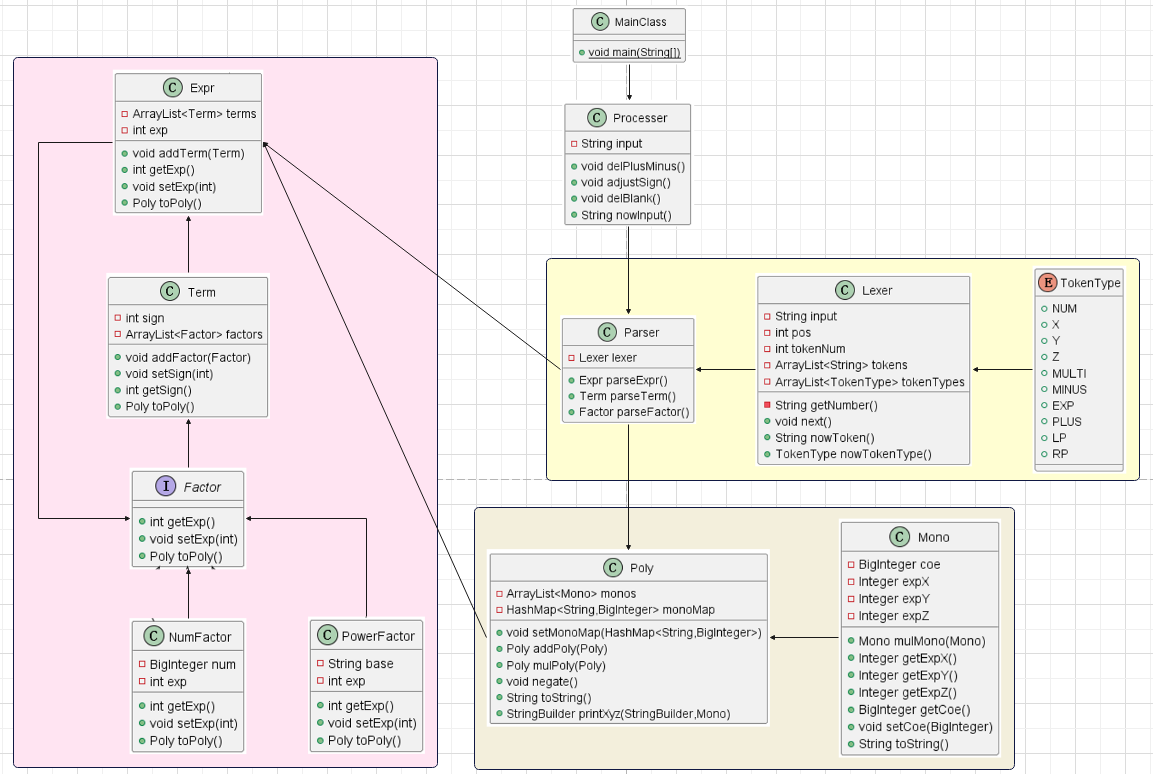 C MainClass
void main(String[])
C Processer
String input
void delPlusMinus()
void adjustSign()
void delBlank()
String nowInput()
C Expr
ArrayList<Term> terms
int exp
void addTerm(Term)
int getExp()
void setExp(int)
Poly toPoly()
C Term
int sign
ArrayList<Factor> factors
void addFactor(Factor)
void setSign(int)
int getSign()
Poly toPoly()
I Factor
int getExp()
void setExp(int)
Poly toPoly()
C NumFactor
BigInteger num
int exp
int getExp()
void setExp(int)
Poly toPoly()
C PowerFactor
String base
int exp
int getExp()
void setExp(int)
Poly toPoly()
C Parser
Lexer lexer
Expr parseExpr()
Term parseTerm()
Factor parseFactor()
C Lexer
String input
int pos
int tokenNum
ArrayList<String> tokens
ArrayList<TokenType> tokenTypes
String getNumber()
void next()
String nowToken()
TokenType nowTokenType()
E TokenType
NUM
X
Y
Z
MULTI
MINUS
EXP
PLUS
LP
RP
C Poly
ArrayList<Mono> monos
HashMap<String,BigInteger> monoMap
void setMonoMap(HashMap<String,BigInteger>)
Poly addPoly(Poly)
Poly mulPoly(Poly)
void negate()
String toString()
StringBuilder printXyz(StringBuilder,Mono)
C Mono
BigInteger coe
Integer expX
Integer expY
Integer expZ
Mono mulMono(Mono)
Integer getExpX()
Integer getExpY()
Integer getExpZ()
BigInteger getCoe()
void setCoe(BigInteger)
String toString()